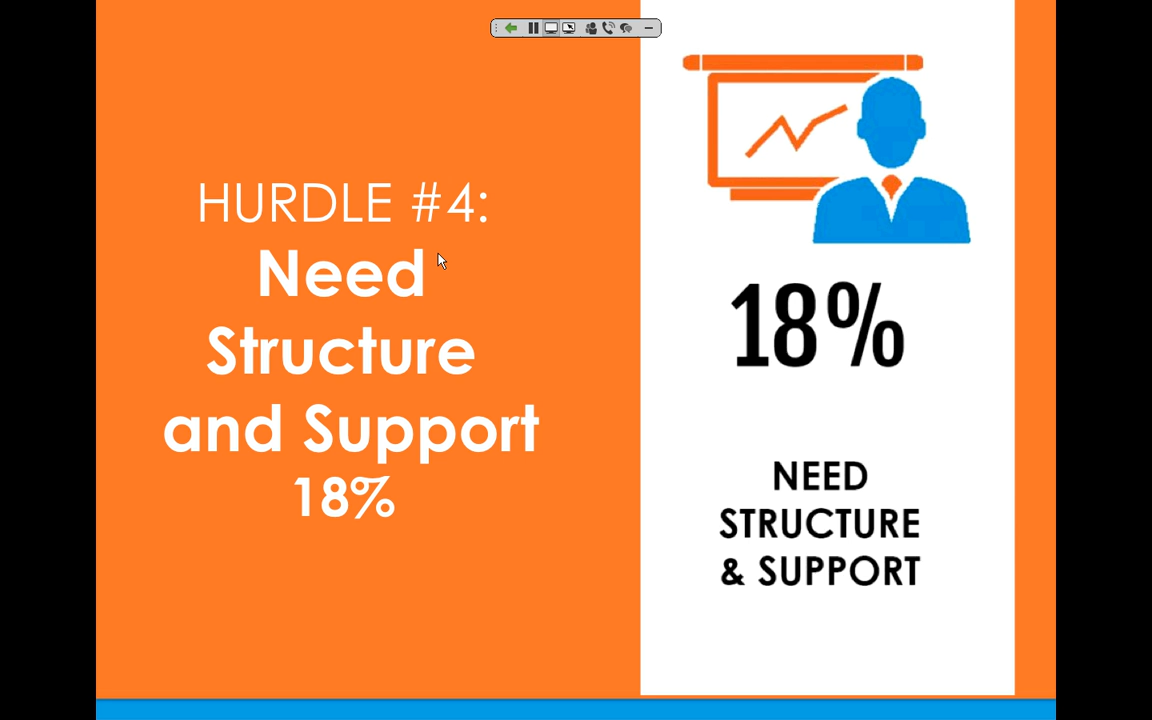 HURDLE #4:
Need
Structure
and Support
18%
18%
NEED
STRUCTURE
& SUPPORT